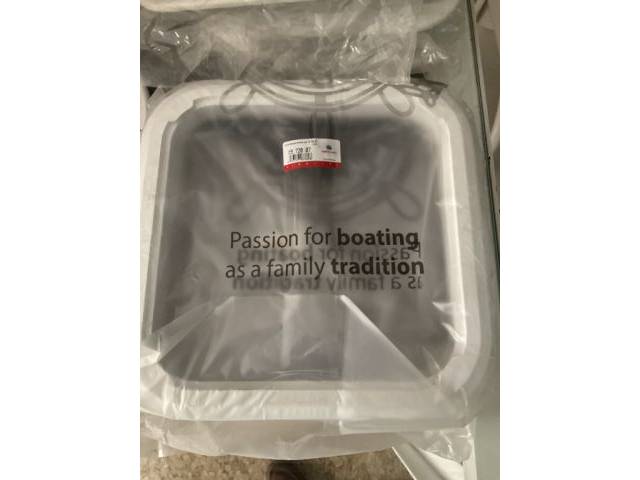 Passion for boating
as a family tradition